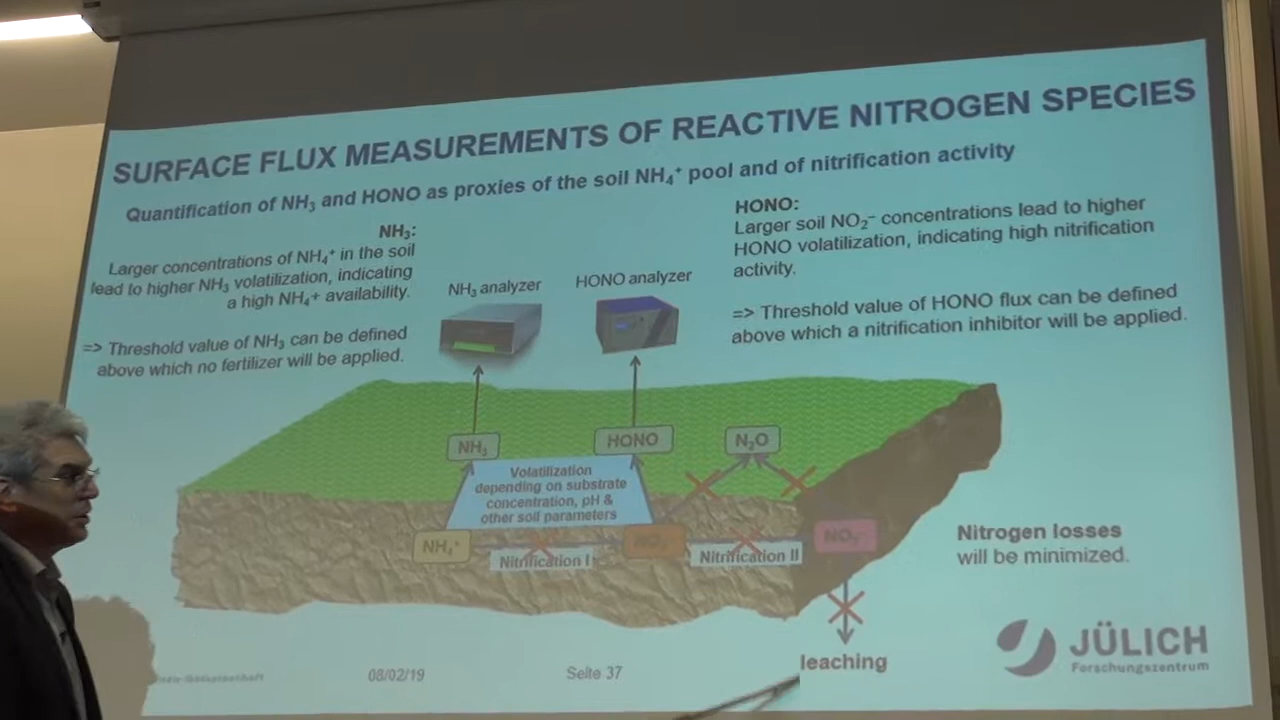 SURFACE FLUX MEASUREMENTS OF REACTIVE NITROGEN SPECIES
Quantification of NH₃ and HONO as proxies of the soil NH₄⁺ pool and of nitrification activity
NH₃:
Larger concentrations of NH₄⁺ in the soil
lead to higher NH₃ volatilization, indicating
a high NH₄+ availability.
=> Threshold value of NH₃ can be defined
above which no fertilizer will be applied.
NH₃ analyzer
HONO analyzer
HONO:
Larger soil NO₂⁻ concentrations lead to higher
HONO volatilization, indicating high nitrification
activity.
=> Threshold value of HONO flux can be defined
above which a nitrification inhibitor will be applied.
NH₃
HONO
N₂O
Volatilization
depending on substrate
concentration, pH &
other soil parameters
NH₄⁺
Nitrification I
Nitrification II
Nitrogen losses
will be minimized.
leaching
08/02/19
Seite 37
JÜLICH
Forschungszentrum